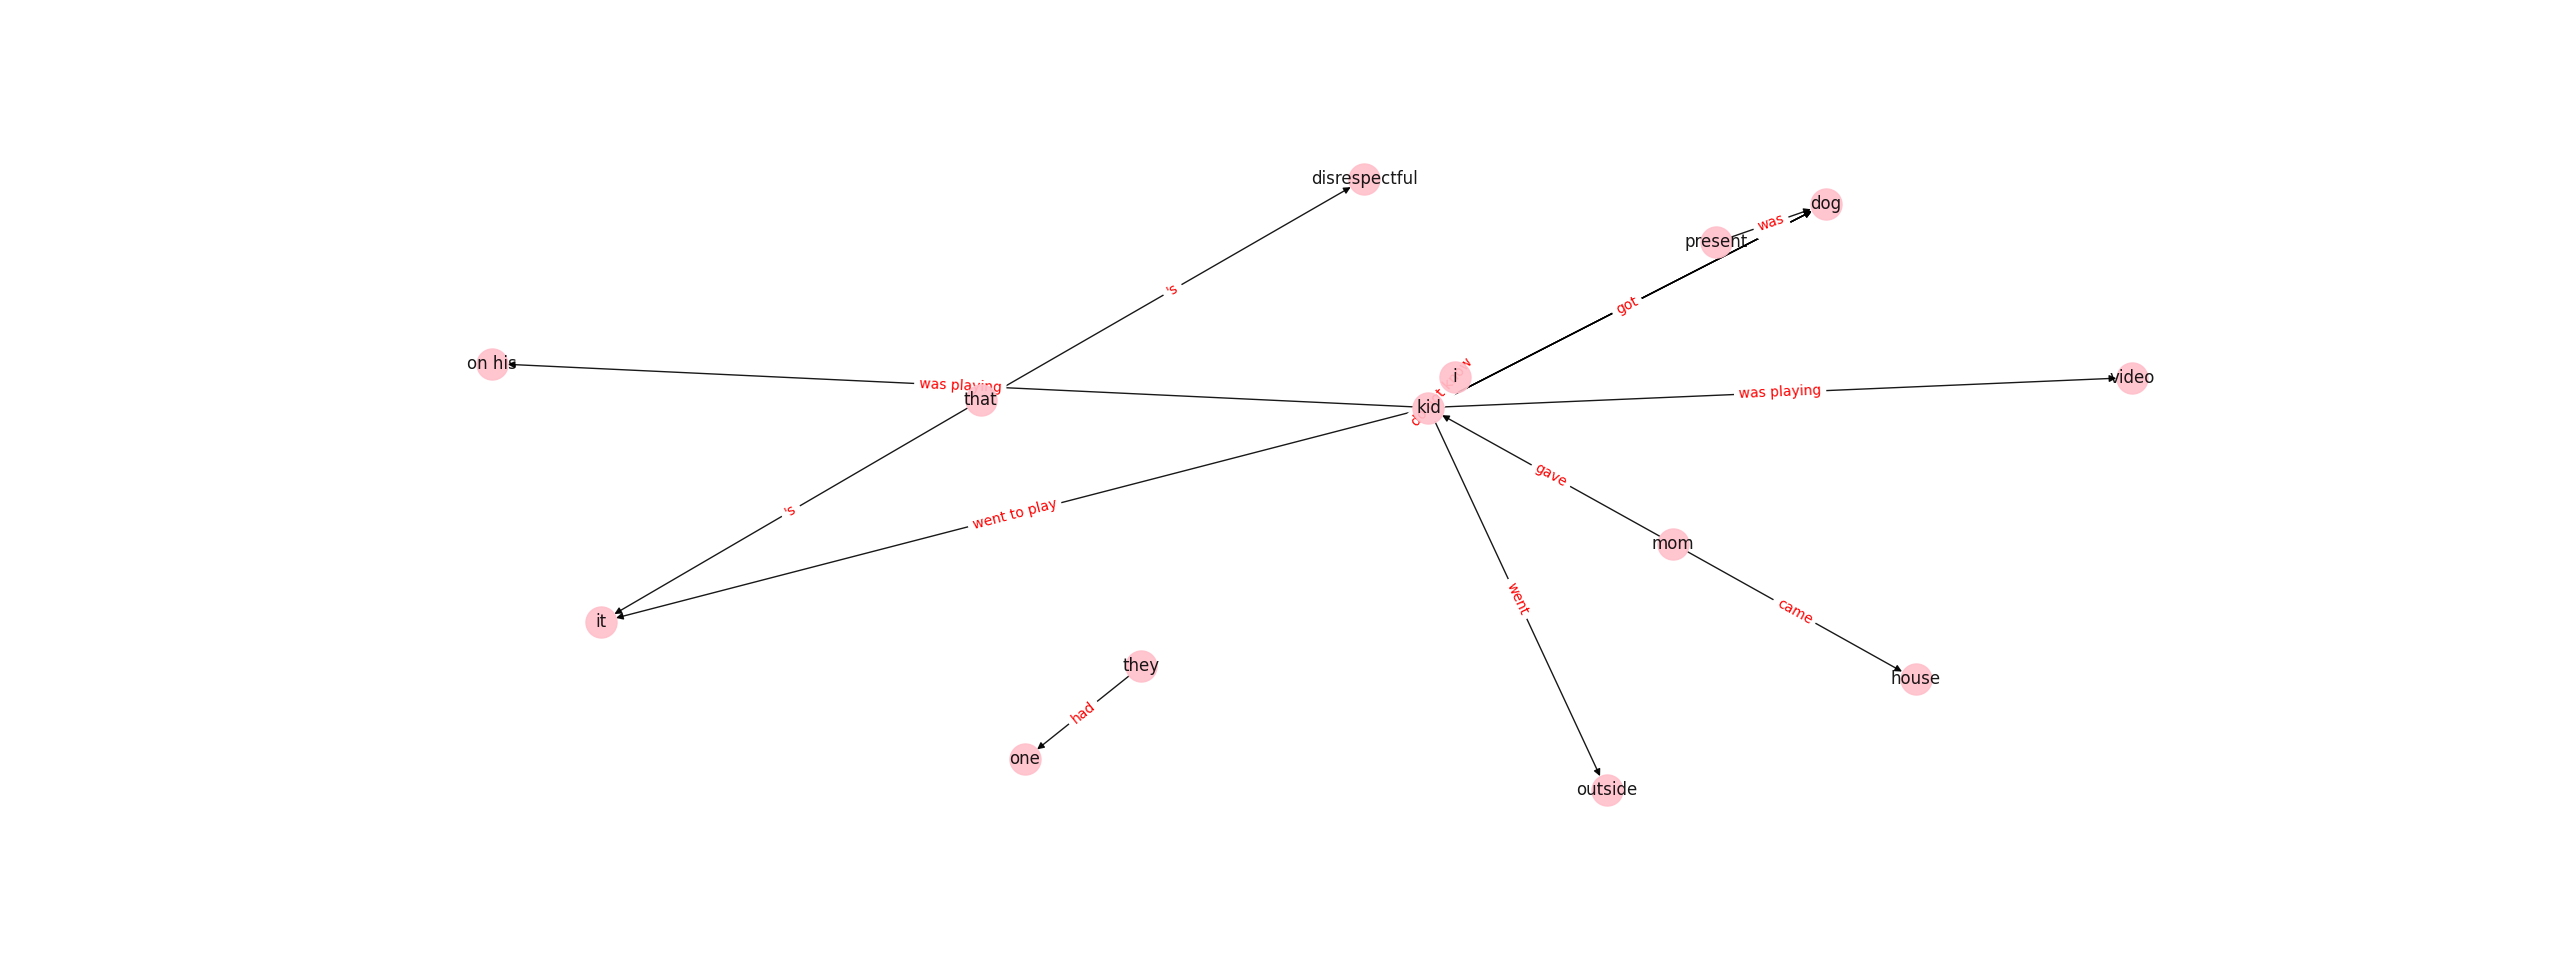 disrespectful
dog
was
present
's
got
on his
was playing
that
i
kid
was playing
video
gave
's
went to play
mom
went
came
it
they
house
had
one
outside